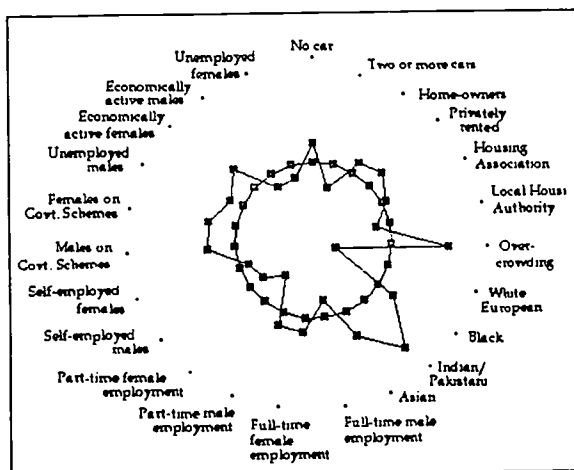 No car
Two or more cars
Home-owners
Privately
rented
Housing
Association
Local Housi
Authority
Over-
crowding
White
European
Black
Indian/
Pakistani
Asian
Full-time male
employment
Full-time
female
employment
Part-time male
employment
Part-time female
employment
Self-employed
males
Self-employed
females
Males on
Govt. Schemes
Females on
Govt. Schemes
Unemployed
males
Economically
active females
Economically
active males
Unemployed
females